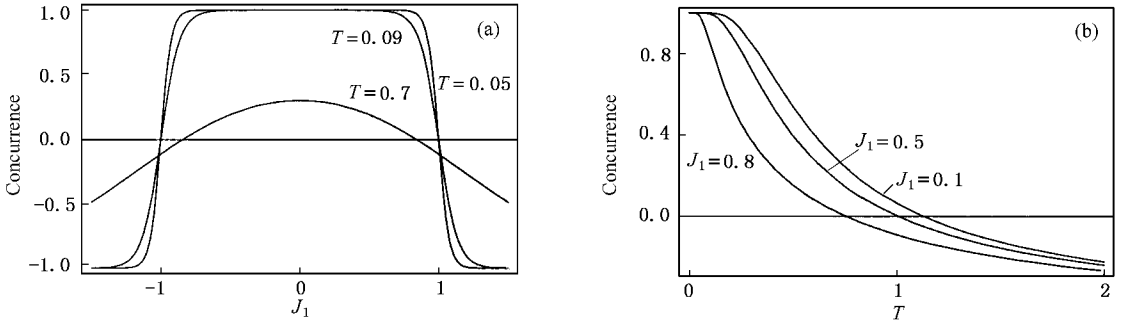 1.0
0.5
0.0
−0.5
−1.0
Concurrence
−1
0
1
J₁
(a)
T=0.09
T=0.05
T=0.7
0.8
0.4
0.0
Concurrence
0
1
2
T
(b)
J₁=0.8
J₁=0.5
J₁=0.1